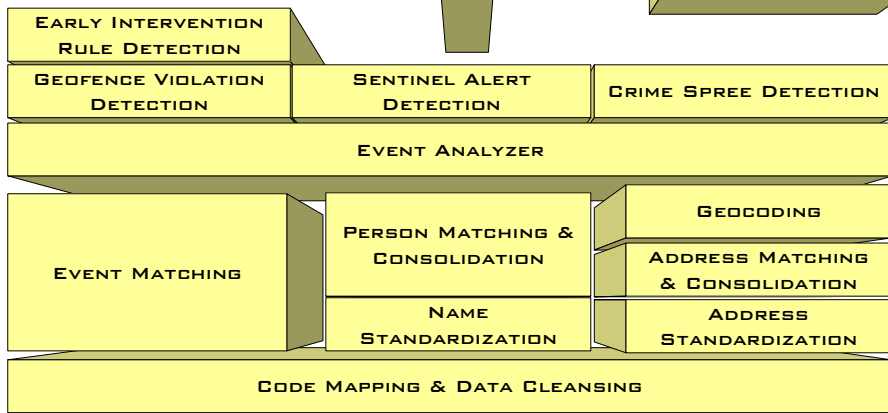 EARLY INTERVENTION
RULE DETECTION
GEOFENCE VIOLATION
DETECTION
SENTINEL ALERT
DETECTION
CRIME SPREE DETECTION
EVENT ANALYZER
EVENT MATCHING
PERSON MATCHING &
CONSOLIDATION
NAME
STANDARDIZATION
GEOCODING
ADDRESS MATCHING
& CONSOLIDATION
ADDRESS
STANDARDIZATION
CODE MAPPING & DATA CLEANSING